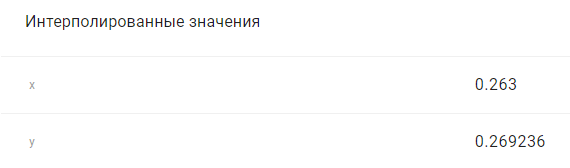 Интерполированные значения
x 0.263
y 0.269236